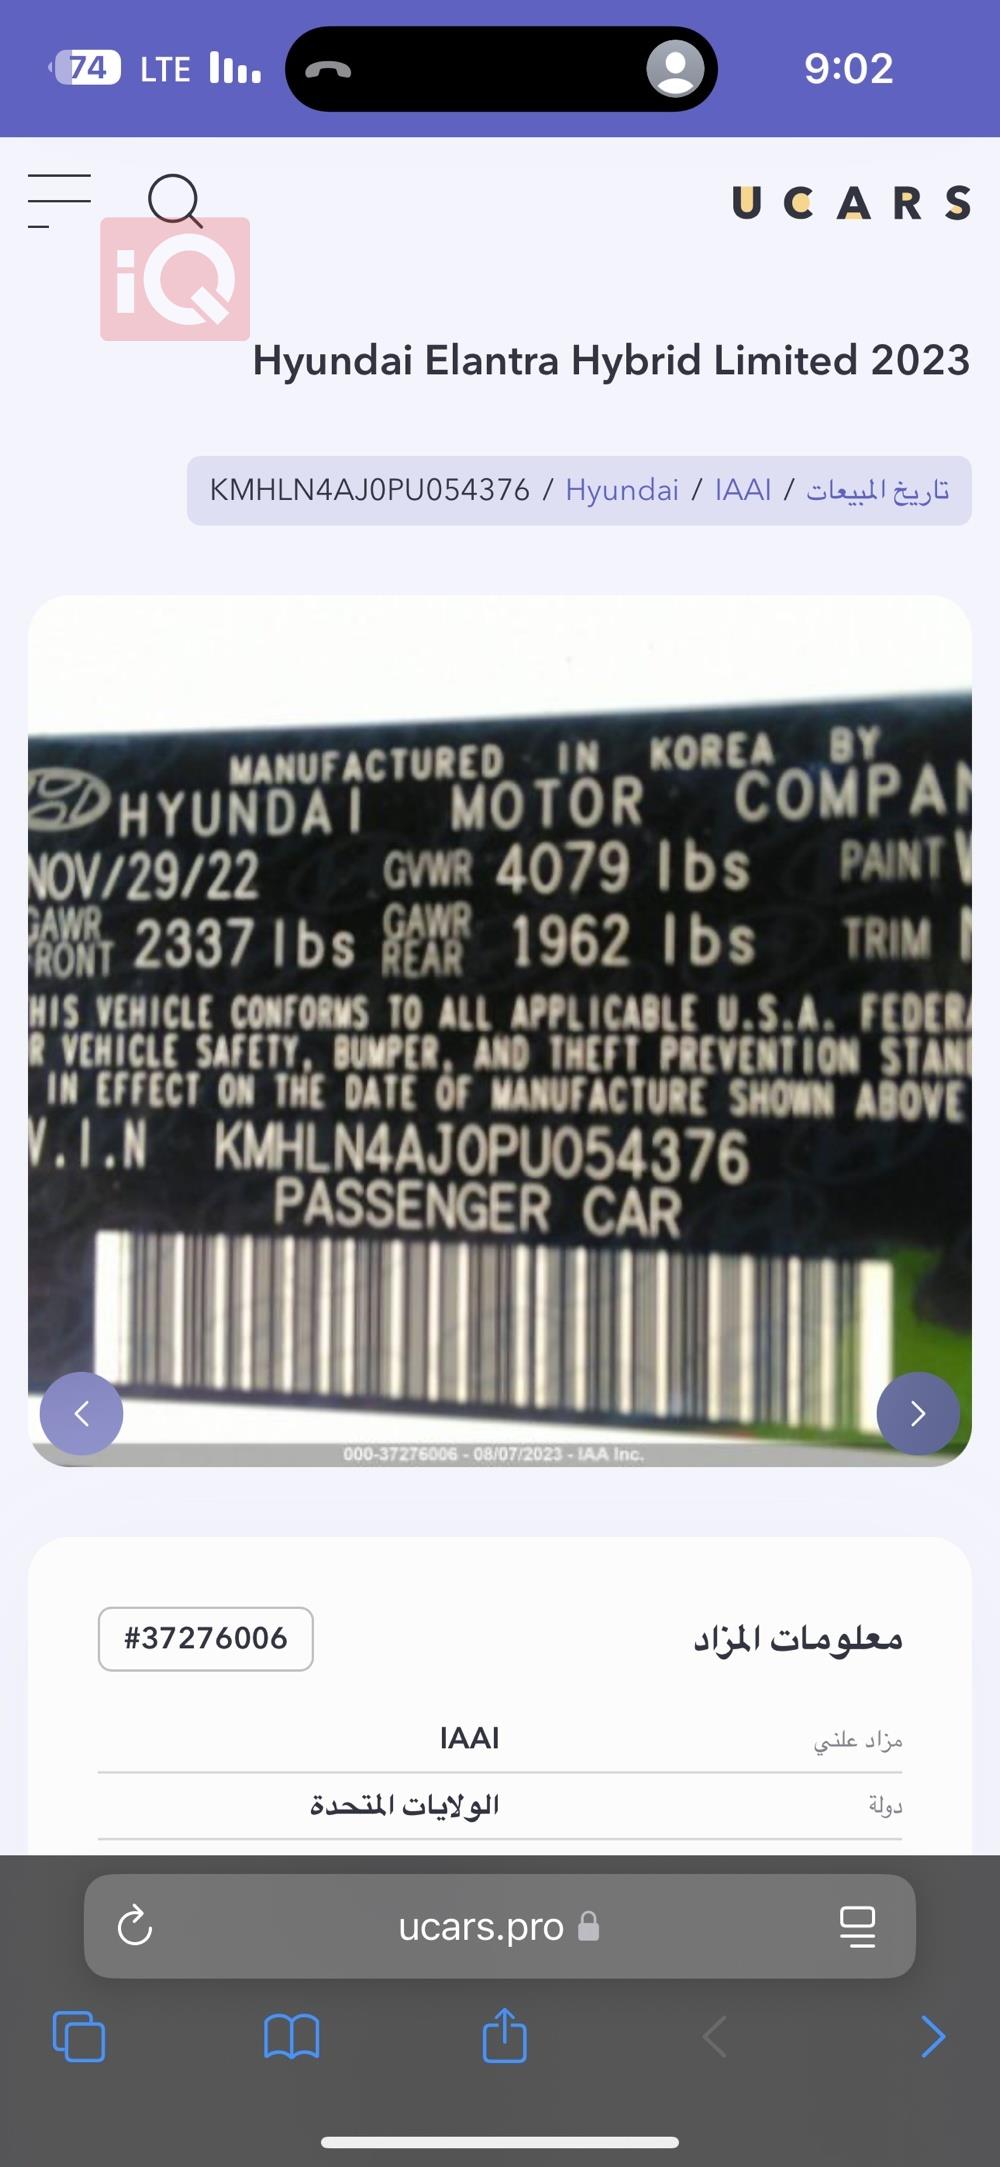 74 LTE 9:02
UCARS
iQ
Hyundai Elantra Hybrid Limited 2023
تاريخ المبيعات / IAAI / Hyundai / KMHLN4AJ0PU054376
MANUFACTURED IN KOREA BY
HYUNDAI MOTOR COMPAN
NOV/29/22 GVWR 4079 lbs PAINT
GAWR FRONT 2337 lbs GAWR REAR 1962 lbs TRIM
HIS VEHICLE CONFORMS TO ALL APPLICABLE U.S.A. FEDERA
R VEHICLE SAFETY, BUMPER, AND THEFT PREVENTION STAN
IN EFFECT ON THE DATE OF MANUFACTURE SHOWN ABOVE
V.I.N KMHLN4AJ0PU054376
PASSENGER CAR
000-37276006 - 08/07/2023 - IAA Inc.
معلومات المزاد #37276006
مزاد علني IAAI
دولة الولايات المتحدة
ucars.pro